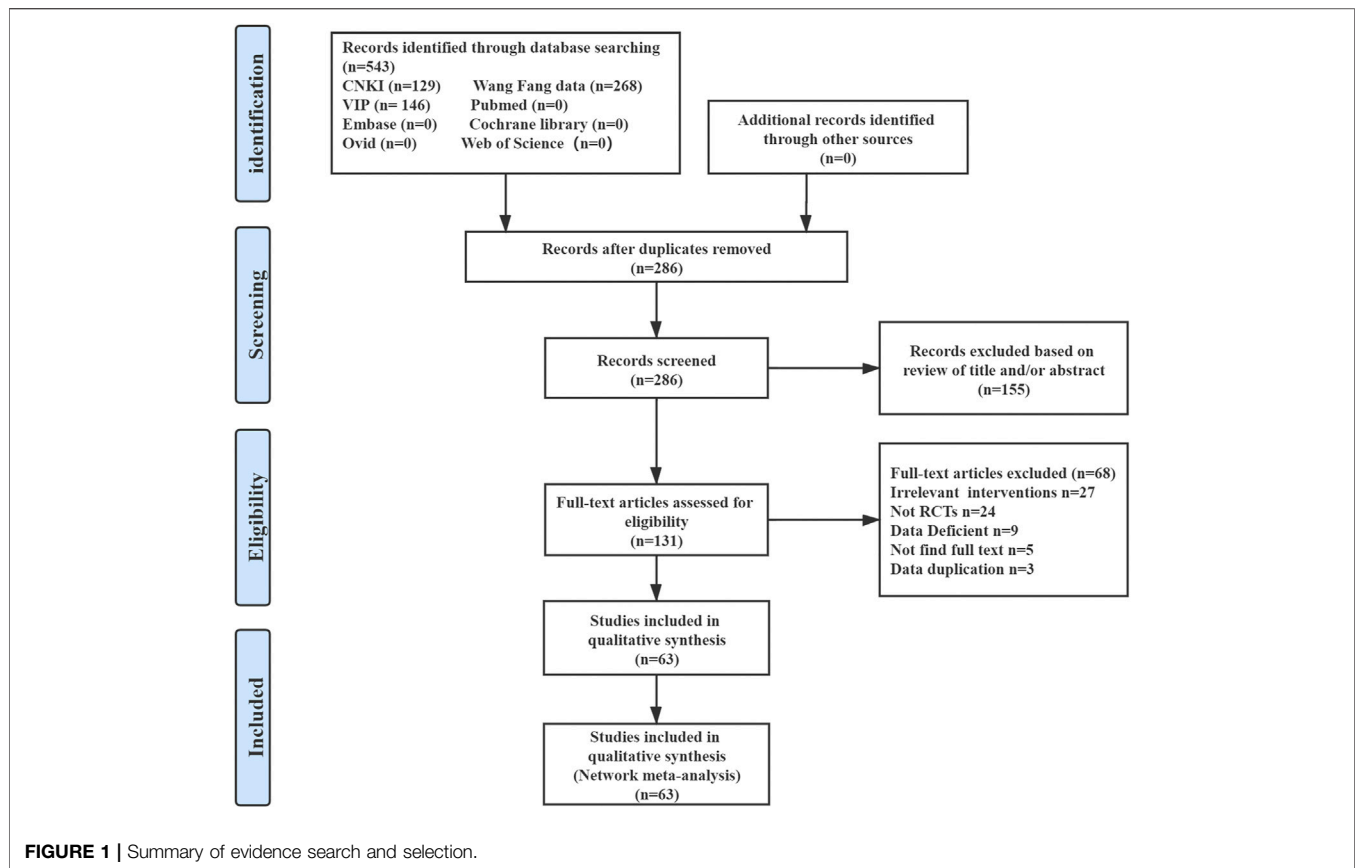 identification
Records identified through database searching
(n=543)
CNKI (n=129) Wang Fang data (n=268)
VIP (n= 146) Pubmed (n=0)
Embase (n=0) Cochrane library (n=0)
Ovid (n=0) Web of Science（n=0）
Additional records identified
through other sources
(n=0)
Screening
Records after duplicates removed
(n=286)
Records screened
(n=286)
Records excluded based on
review of title and/or abstract
(n=155)
Eligibility
Full-text articles assessed for
eligibility
(n=131)
Full-text articles excluded (n=68)
Irrelevant interventions n=27
Not RCTs n=24
Data Deficient n=9
Not find full text n=5
Data duplication n=3
Included
Studies included in
qualitative synthesis
(n=63)
Studies included in
qualitative synthesis
(Network meta-analysis)
(n=63)
FIGURE 1 | Summary of evidence search and selection.